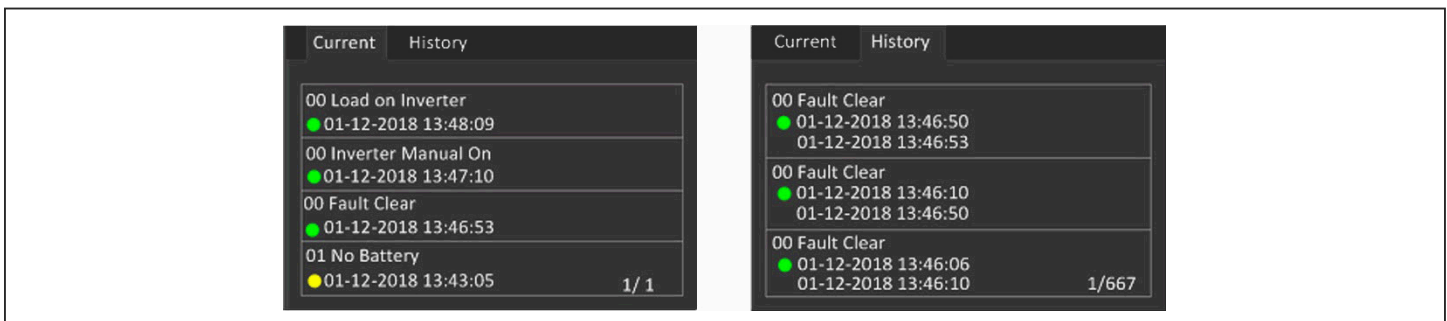 Current History
00 Load on Inverter
01-12-2018 13:48:09
00 Inverter Manual On
01-12-2018 13:47:10
00 Fault Clear
01-12-2018 13:46:53
01 No Battery
01-12-2018 13:43:05
1/ 1
Current History
00 Fault Clear
01-12-2018 13:46:50
01-12-2018 13:46:53
00 Fault Clear
01-12-2018 13:46:10
01-12-2018 13:46:50
00 Fault Clear
01-12-2018 13:46:06
01-12-2018 13:46:10
1/667